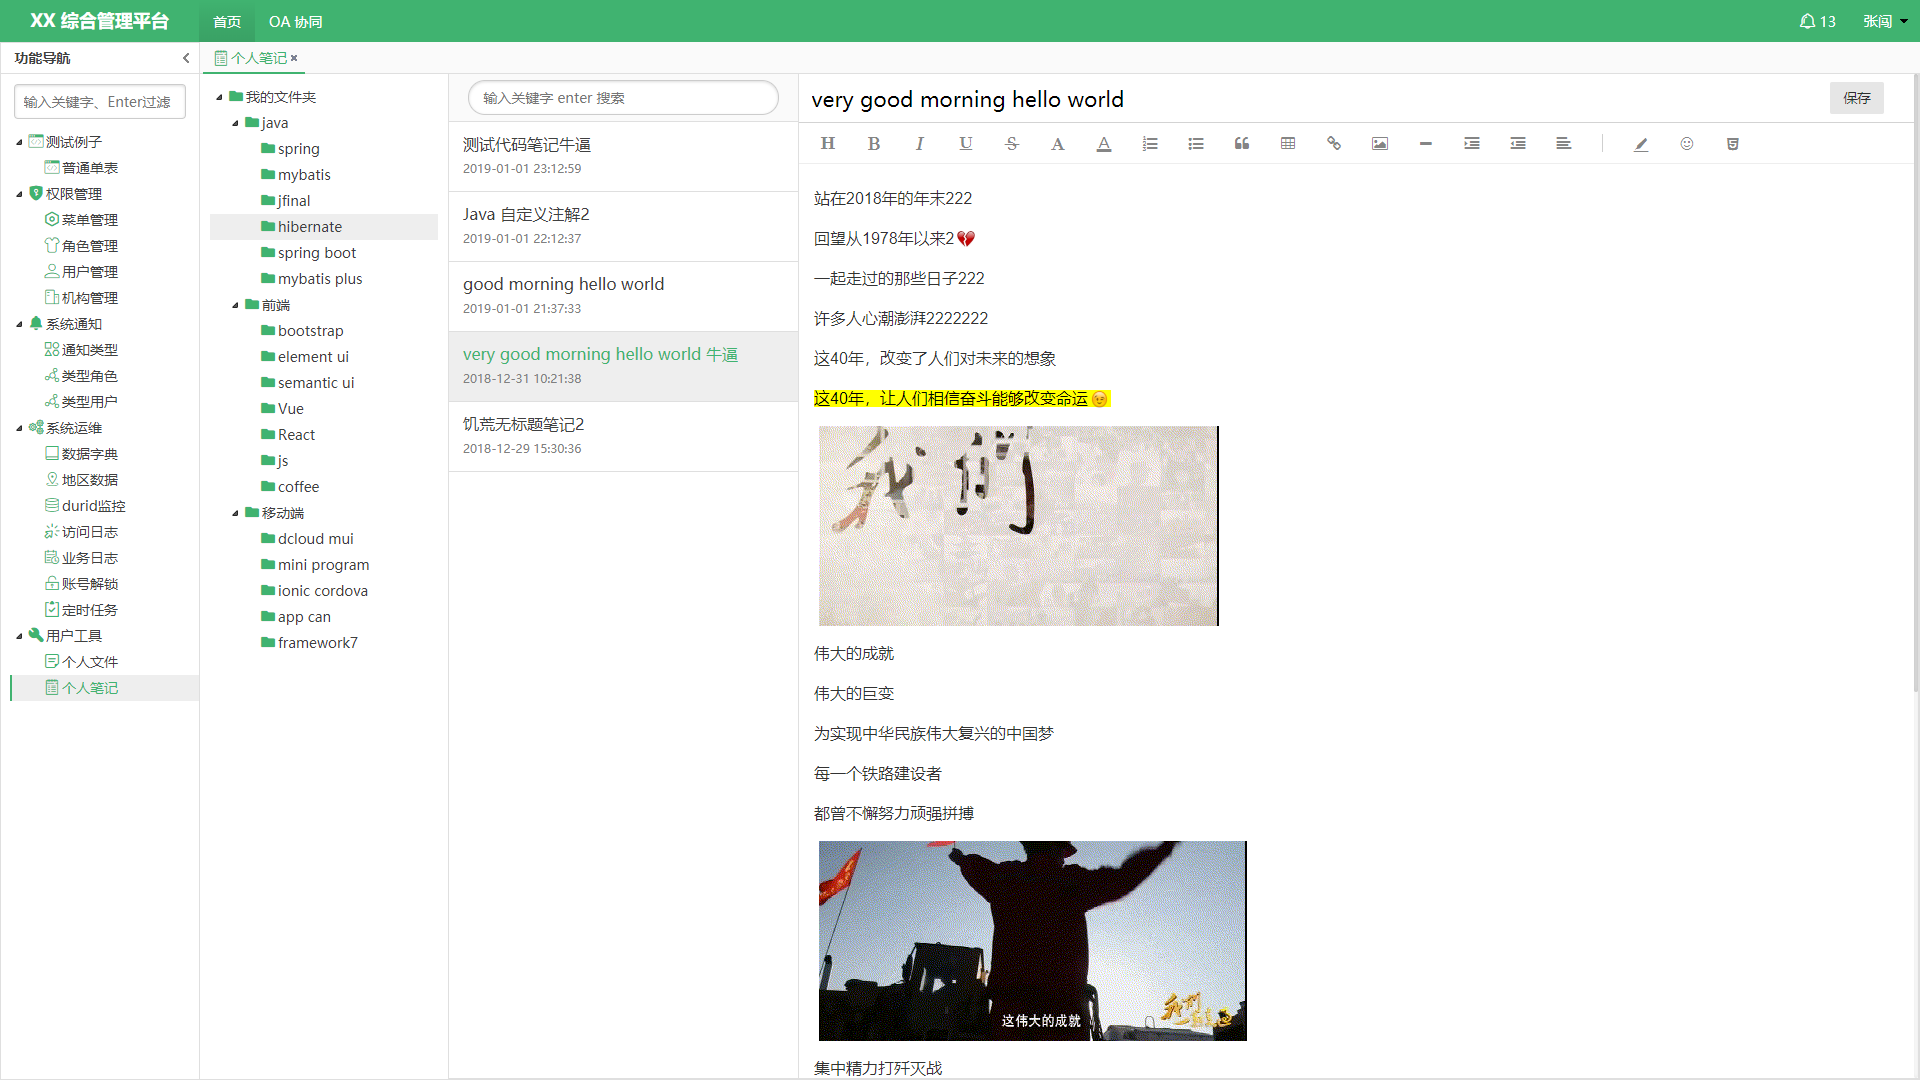 XX 综合管理平台
首页
OA 协同
13
张闯
功能导航
个人笔记
输入关键字、Enter过滤
测试例子
普通单表
权限管理
菜单管理
角色管理
用户管理
机构管理
系统通知
通知类型
类型角色
类型用户
系统运维
数据字典
地区数据
durid监控
访问日志
业务日志
账号解锁
定时任务
用户工具
个人文件
个人笔记
我的文件夹
java
spring
mybatis
jfinal
hibernate
spring boot
mybatis plus
前端
bootstrap
element ui
semantic ui
Vue
React
js
coffee
移动端
dcloud mui
mini program
ionic cordova
app can
framework7
输入关键字 enter 搜索
测试代码笔记牛逼
2019-01-01 23:12:59
Java 自定义注解2
2019-01-01 22:12:37
good morning hello world
2019-01-01 21:37:33
very good morning hello world 牛逼
2018-12-31 10:21:38
饥荒无标题笔记2
2018-12-29 15:30:36
very good morning hello world
保存
站在2018年的年末222
回望从1978年以来2💔
一起走过的那些日子222
许多人心潮澎湃2222222
这40年，改变了人们对未来的想象
这40年，让人们相信奋斗能够改变命运😉
我们
伟大的成就
伟大的巨变
为实现中华民族伟大复兴的中国梦
每一个铁路建设者
都曾不懈努力顽强拼搏
这伟大的成就
集中精力打歼灭战